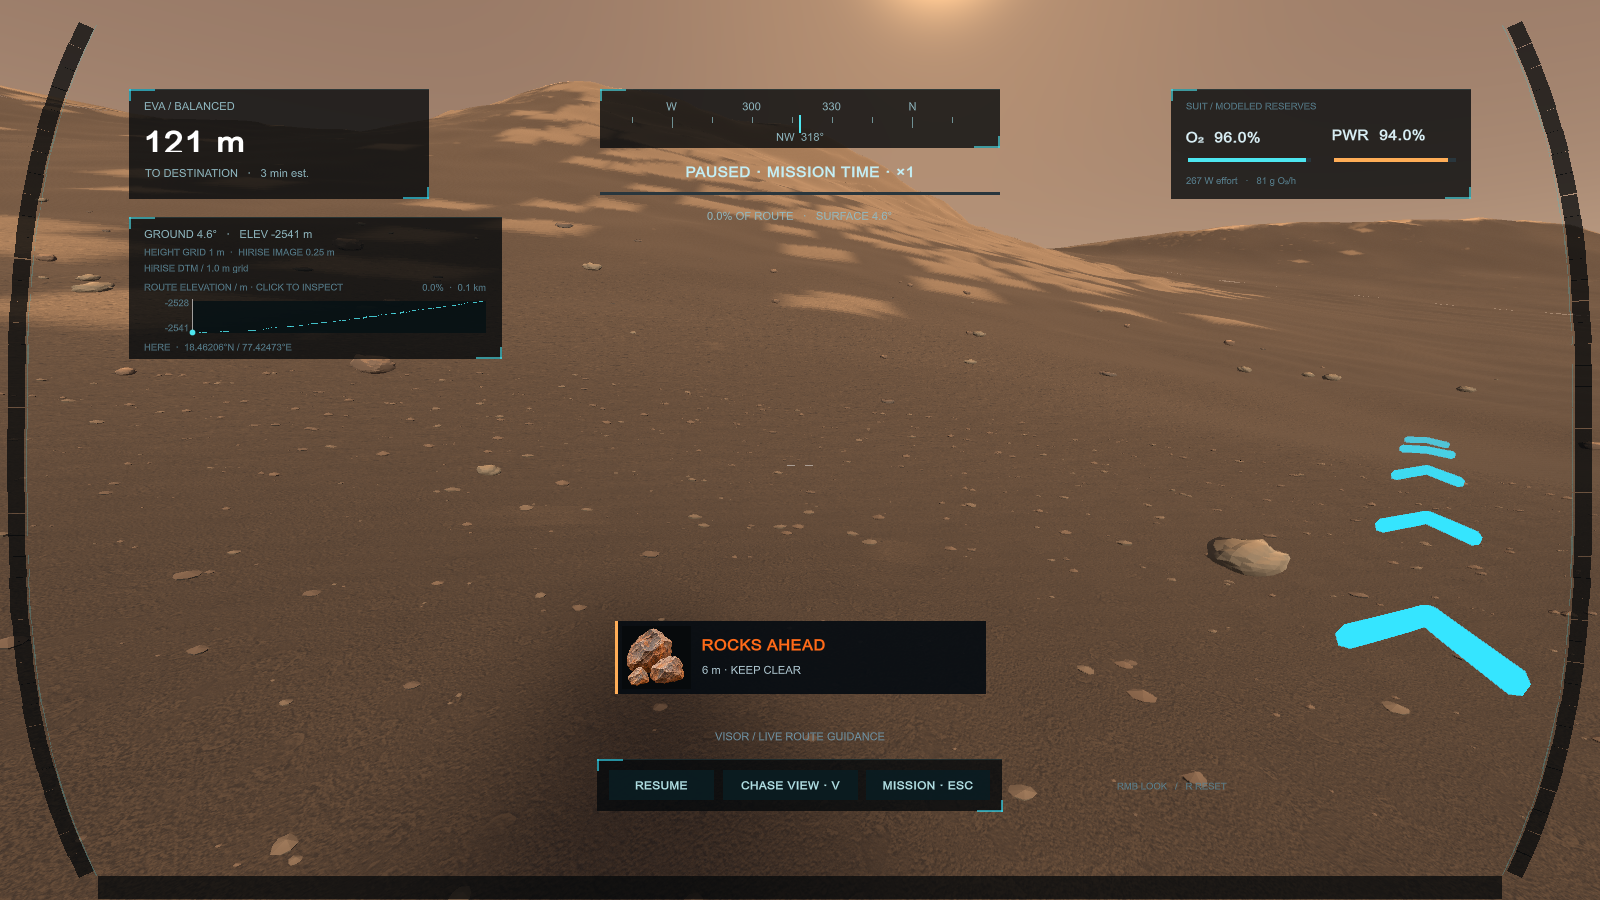 EVA / BALANCED
121 m
TO DESTINATION · 3 min est.
W 300 330 N
NW 318°
PAUSED · MISSION TIME · ×1
0.0% OF ROUTE · SURFACE 4.6°
SUIT / MODELED RESERVES
O₂ 96.0% PWR 94.0%
267 W effort · 81 g O₂/h
GROUND 4.6° · ELEV -2541 m
HEIGHT GRID 1 m · HIRISE IMAGE 0.25 m
HIRISE DTM / 1.0 m grid
ROUTE ELEVATION / m · CLICK TO INSPECT 0.0% · 0.1 km
-2528
-2541
HERE · 18.46206°N / 77.42473°E
ROCKS AHEAD
6 m · KEEP CLEAR
VISOR / LIVE ROUTE GUIDANCE
RESUME CHASE VIEW · V MISSION · ESC
RMB LOOK / R RESET